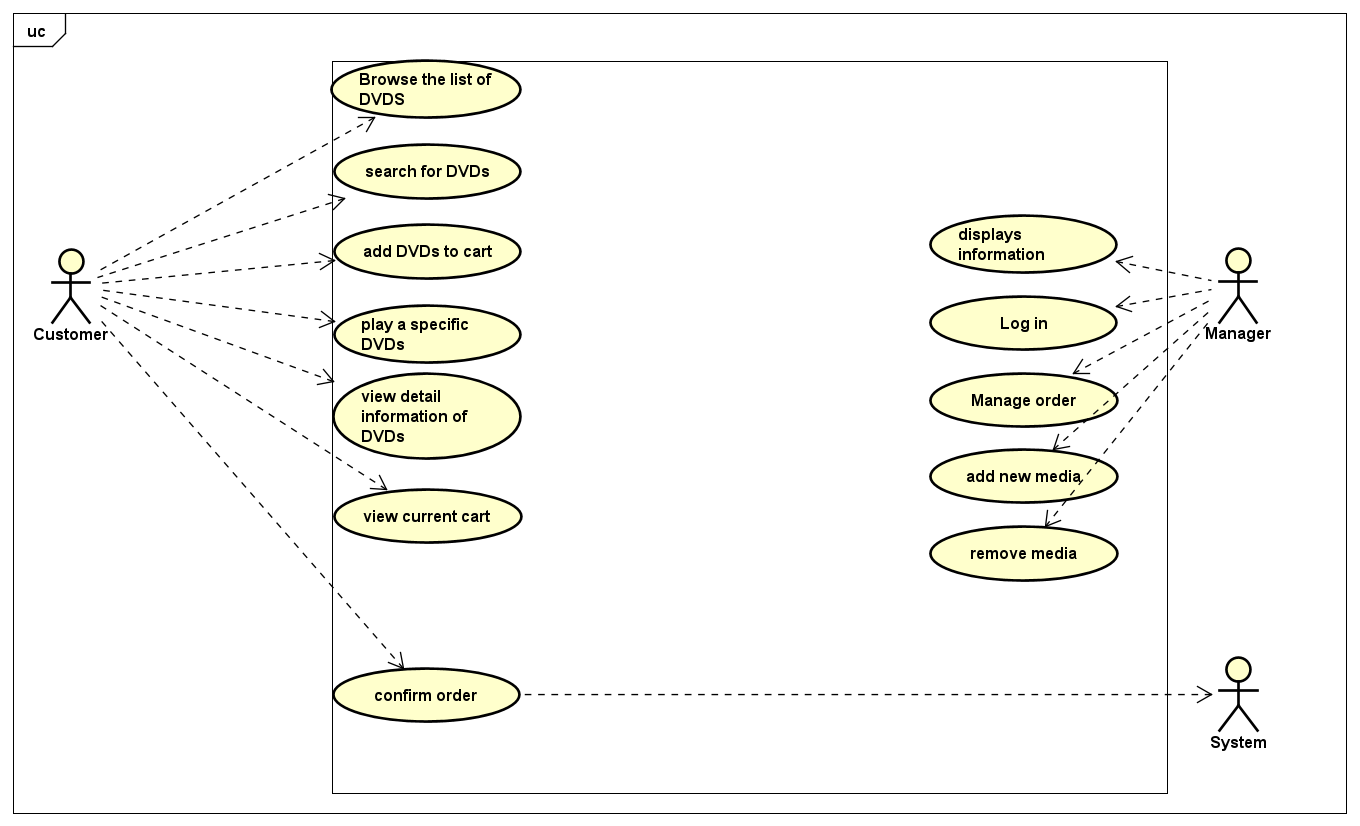 uc
Browse the list of
DVDS
search for DVDs
add DVDs to cart
play a specific
DVDs
view detail
information of
DVDs
view current cart
confirm order
Customer
displays
information
Log in
Manage order
add new media
remove media
Manager
System